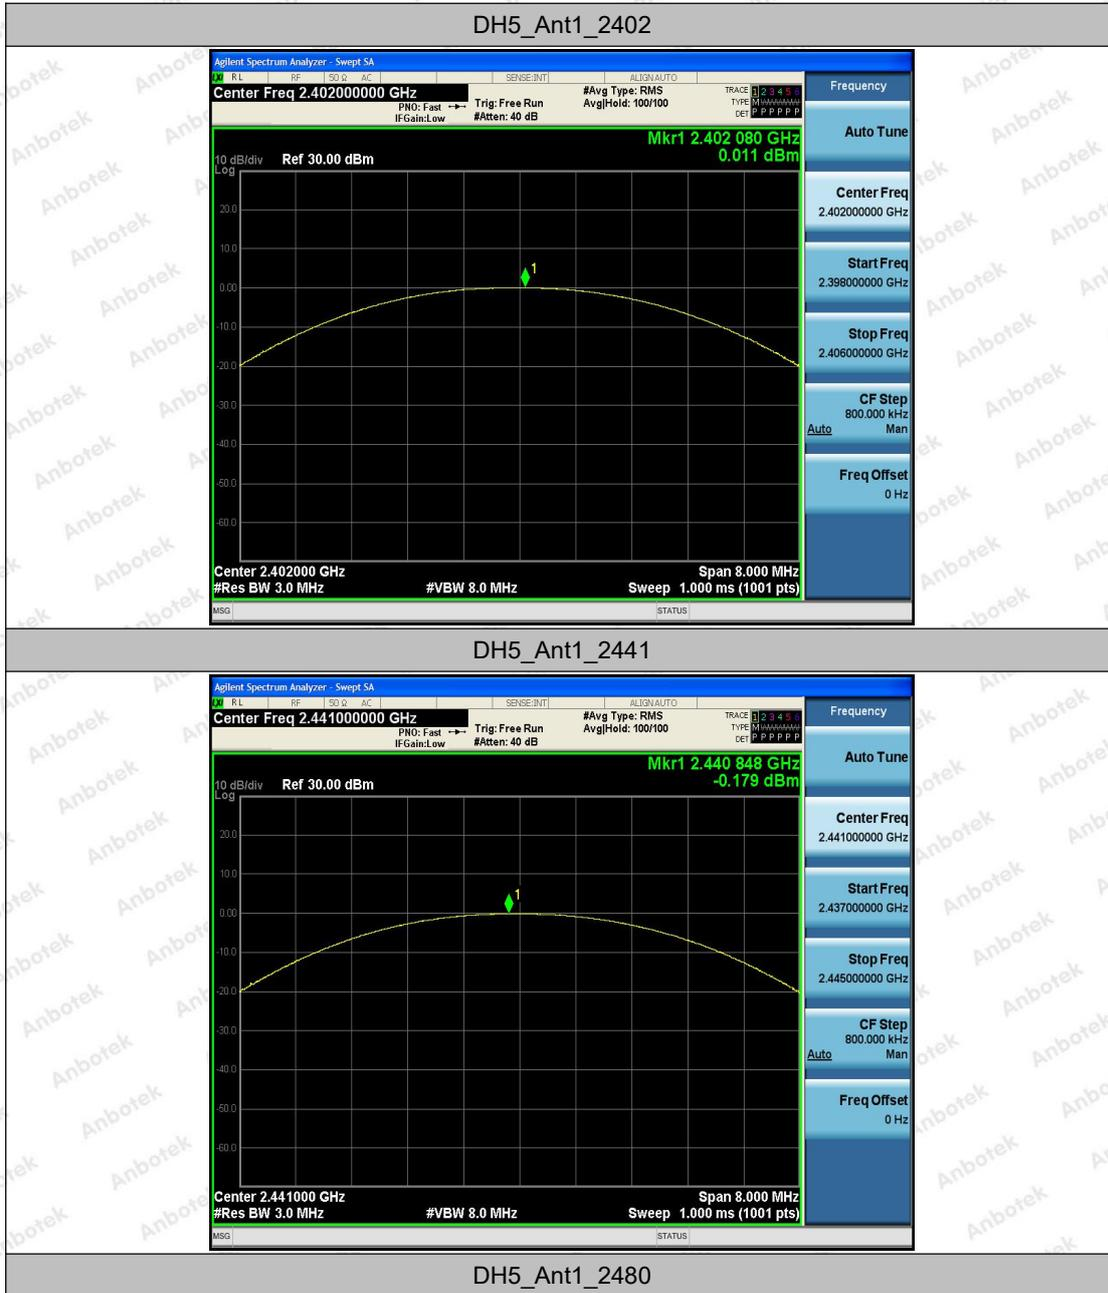 DH5_Ant1_2402
Agilent Spectrum Analyzer - Swept SA
LXI RL RF 50 Ω AC SENSE:INT ALIGNAUTO
Center Freq 2.402000000 GHz
PNO: Fast
IFGain:Low
Trig: Free Run
#Atten: 40 dB
#Avg Type: RMS
Avg|Hold: 100/100
TRACE 1 2 3 4 5 6
TYPE M
DET P P P P P P
Mkr1 2.402 080 GHz
0.011 dBm
10 dB/div Ref 30.00 dBm
Log
20.0
10.0
0.00
-10.0
-20.0
-30.0
-40.0
-50.0
-60.0
1
Center 2.402000 GHz Span 8.000 MHz
#Res BW 3.0 MHz #VBW 8.0 MHz Sweep 1.000 ms (1001 pts)
MSG STATUS
Frequency
Auto Tune
Center Freq
2.402000000 GHz
Start Freq
2.398000000 GHz
Stop Freq
2.406000000 GHz
CF Step
800.000 kHz
Auto Man
Freq Offset
0 Hz
DH5_Ant1_2441
Agilent Spectrum Analyzer - Swept SA
LXI RL RF 50 Ω AC SENSE:INT ALIGNAUTO
Center Freq 2.441000000 GHz
PNO: Fast
IFGain:Low
Trig: Free Run
#Atten: 40 dB
#Avg Type: RMS
Avg|Hold: 100/100
TRACE 1 2 3 4 5 6
TYPE M
DET P P P P P P
Mkr1 2.440 848 GHz
-0.179 dBm
10 dB/div Ref 30.00 dBm
Log
20.0
10.0
0.00
-10.0
-20.0
-30.0
-40.0
-50.0
-60.0
1
Center 2.441000 GHz Span 8.000 MHz
#Res BW 3.0 MHz #VBW 8.0 MHz Sweep 1.000 ms (1001 pts)
MSG STATUS
Frequency
Auto Tune
Center Freq
2.441000000 GHz
Start Freq
2.437000000 GHz
Stop Freq
2.445000000 GHz
CF Step
800.000 kHz
Auto Man
Freq Offset
0 Hz
DH5_Ant1_2480
Anbotek